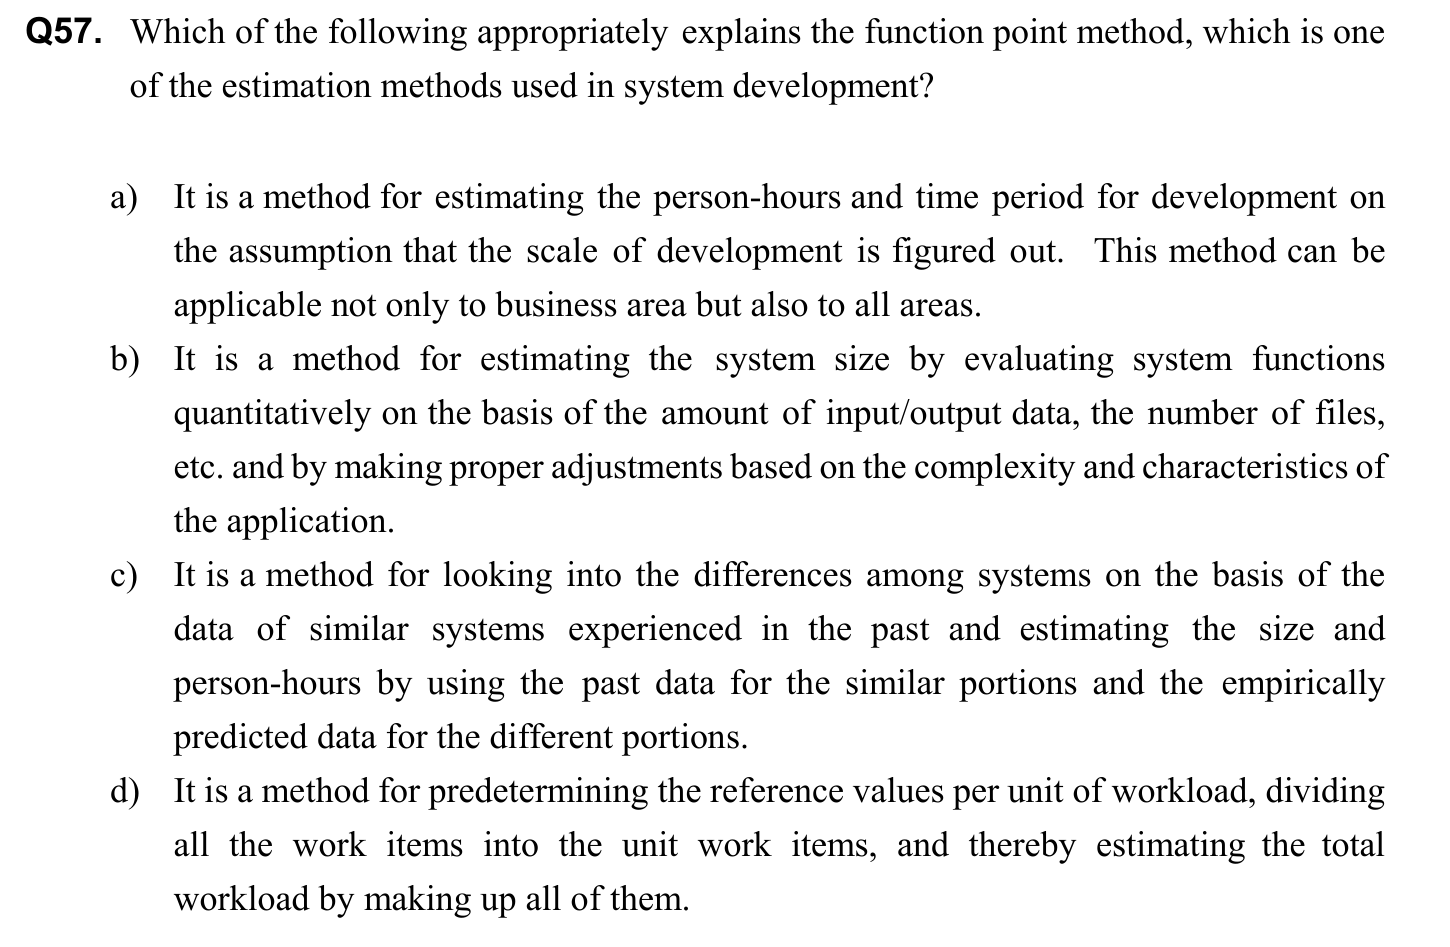 Q57. Which of the following appropriately explains the function point method, which is one
of the estimation methods used in system development?
a) It is a method for estimating the person-hours and time period for development on
the assumption that the scale of development is figured out. This method can be
applicable not only to business area but also to all areas.
b) It is a method for estimating the system size by evaluating system functions
quantitatively on the basis of the amount of input/output data, the number of files,
etc. and by making proper adjustments based on the complexity and characteristics of
the application.
c) It is a method for looking into the differences among systems on the basis of the
data of similar systems experienced in the past and estimating the size and
person-hours by using the past data for the similar portions and the empirically
predicted data for the different portions.
d) It is a method for predetermining the reference values per unit of workload, dividing
all the work items into the unit work items, and thereby estimating the total
workload by making up all of them.